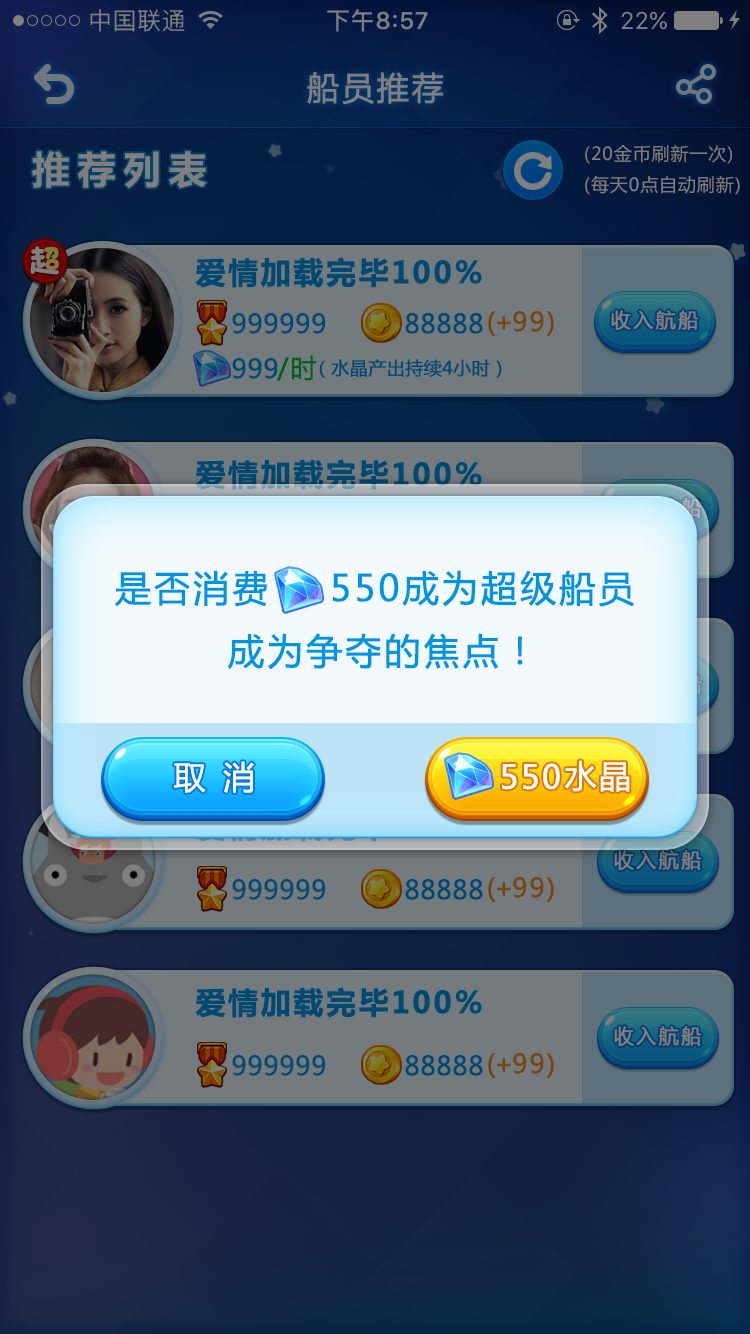 中国联通 下午8:57 22%
船员推荐
推荐列表
(20金币刷新一次)
(每天0点自动刷新)
超
爱情加载完毕100%
999999 88888(+99)
收入航船
999/时( 水晶产出持续4小时 )
爱情加载完毕100%
船
是否消费550成为超级船员
成为争夺的焦点！
取消 550水晶
999999 88888(+99)
收入航船
爱情加载完毕100%
999999 88888(+99)
收入航船